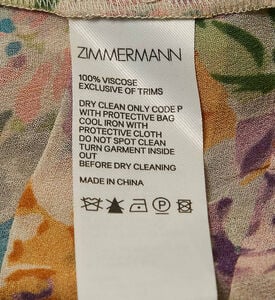 ZIMMERMANN
100% VISCOSE
EXCLUSIVE OF TRIMS
DRY CLEAN ONLY CODE P
WITH PROTECTIVE BAG
COOL IRON WITH
PROTECTIVE CLOTH
DO NOT SPOT CLEAN
TURN GARMENT INSIDE
OUT
BEFORE DRY CLEANING
MADE IN CHINA
P